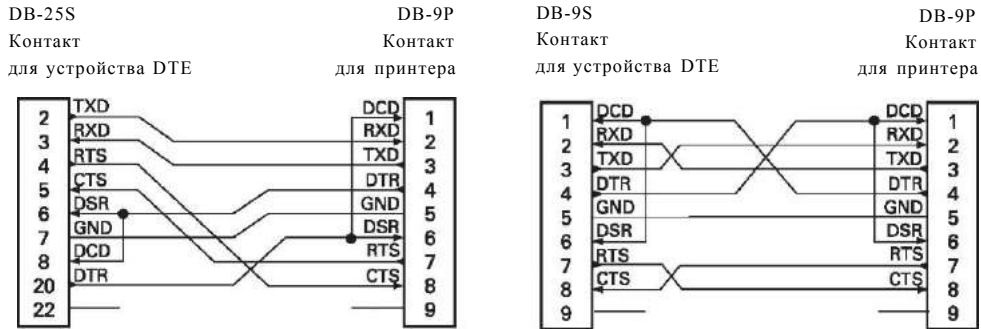 DB-25S DB-9P
Контакт Контакт
для устройства DTE для принтера
2 TXD DCD 1
3 RXD RXD 2
4 RTS TXD 3
5 CTS DTR 4
6 DSR GND 5
7 GND DSR 6
8 DCD RTS 7
20 DTR CTS 8
22 9
DB-9S DB-9P
Контакт Контакт
для устройства DTE для принтера
1 DCD DCD 1
2 RXD RXD 2
3 TXD TXD 3
4 DTR DTR 4
5 GND GND 5
6 DSR DSR 6
7 RTS RTS 7
8 CTS CTS 8
9 9